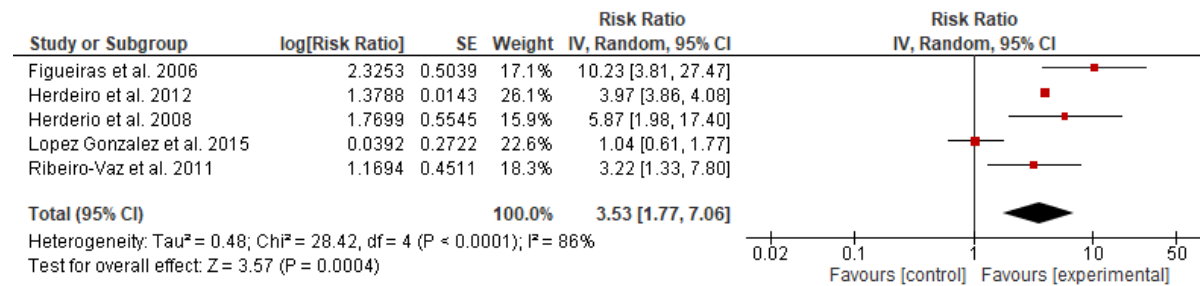 Risk Ratio Risk Ratio
Study or Subgroup log[Risk Ratio] SE Weight IV, Random, 95% CI IV, Random, 95% CI
Figueiras et al. 2006 2.3253 0.5039 17.1% 10.23 [3.81, 27.47]
Herdeiro et al. 2012 1.3788 0.0143 26.1% 3.97 [3.86, 4.08]
Herderio et al. 2008 1.7699 0.5545 15.9% 5.87 [1.98, 17.40]
Lopez Gonzalez et al. 2015 0.0392 0.2722 22.6% 1.04 [0.61, 1.77]
Ribeiro-Vaz et al. 2011 1.1694 0.4511 18.3% 3.22 [1.33, 7.80]
Total (95% CI) 100.0% 3.53 [1.77, 7.06]
Heterogeneity: Tau² = 0.48; Chi² = 28.42, df = 4 (P < 0.0001); I² = 86%
Test for overall effect: Z = 3.57 (P = 0.0004)
0.02 0.1 1 10 50
Favours [control] Favours [experimental]